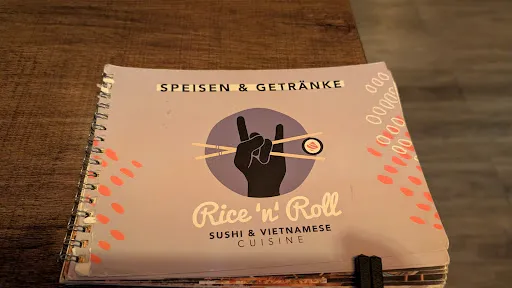 SPEISEN & GETRÄNKE
Rice 'n' Roll
SUSHI & VIETNAMESE
CUISINE